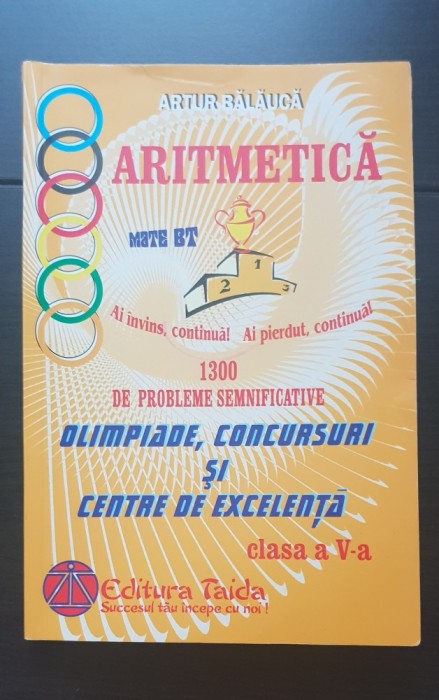 ARTUR BĂLĂUCĂ
ARITMETICĂ
MATE BT
1
2
3
Ai învins, continuă! Ai pierdut, continuă!
1300
DE PROBLEME SEMNIFICATIVE
OLIMPIADE, CONCURSURI
ŞI
CENTRE DE EXCELENŢĂ
clasa a V-a
Editura Taida
Succesul tău începe cu noi !